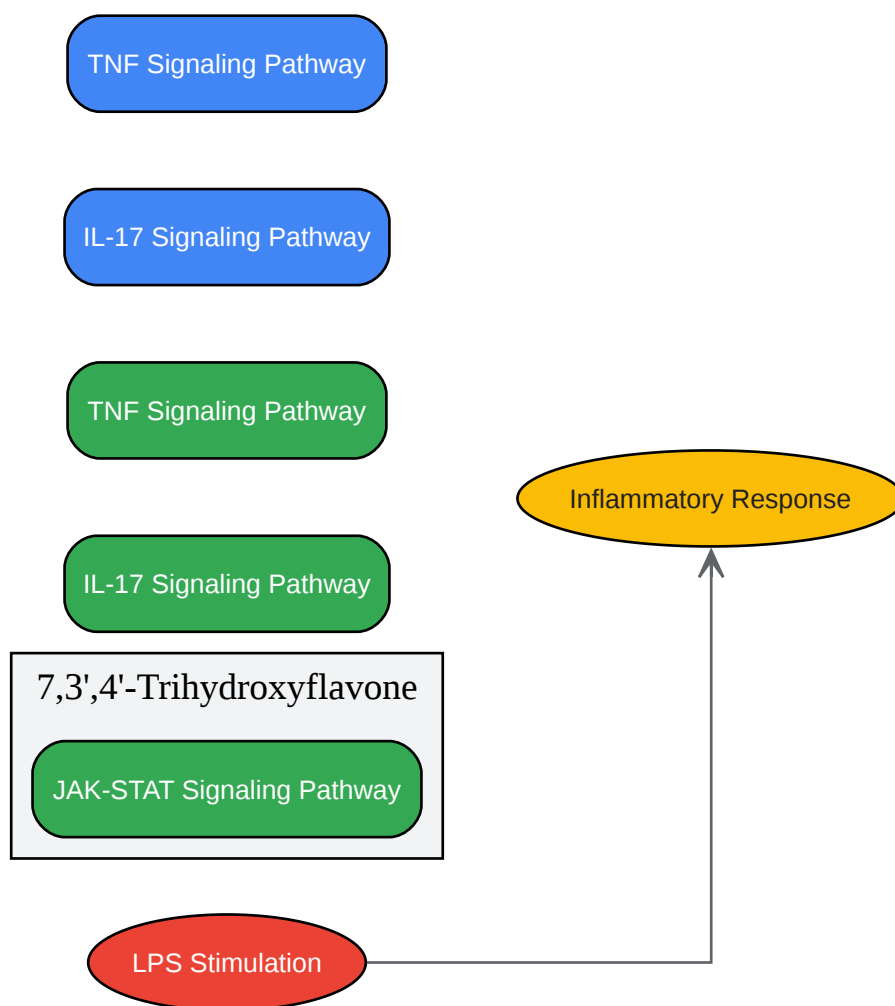 TNF Signaling Pathway
IL-17 Signaling Pathway
TNF Signaling Pathway
Inflammatory Response
IL-17 Signaling Pathway
7,3',4'-Trihydroxyflavone
JAK-STAT Signaling Pathway
LPS Stimulation